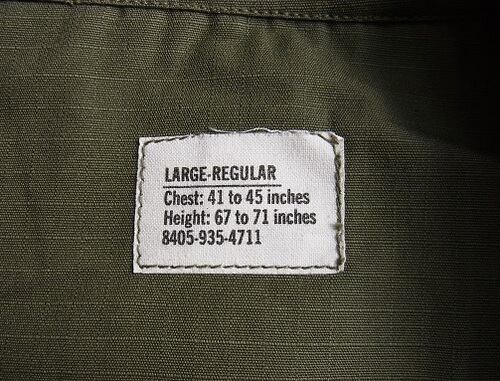 LARGE-REGULAR
Chest: 41 to 45 inches
Height: 67 to 71 inches
8405-935-4711